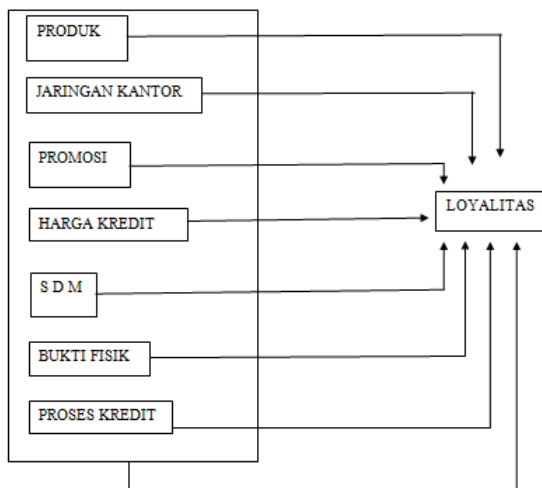 PRODUK
JARINGAN KANTOR
PROMOSI
LOYALITAS
HARGA KREDIT
S D M
BUKTI FISIK
PROSES KREDIT